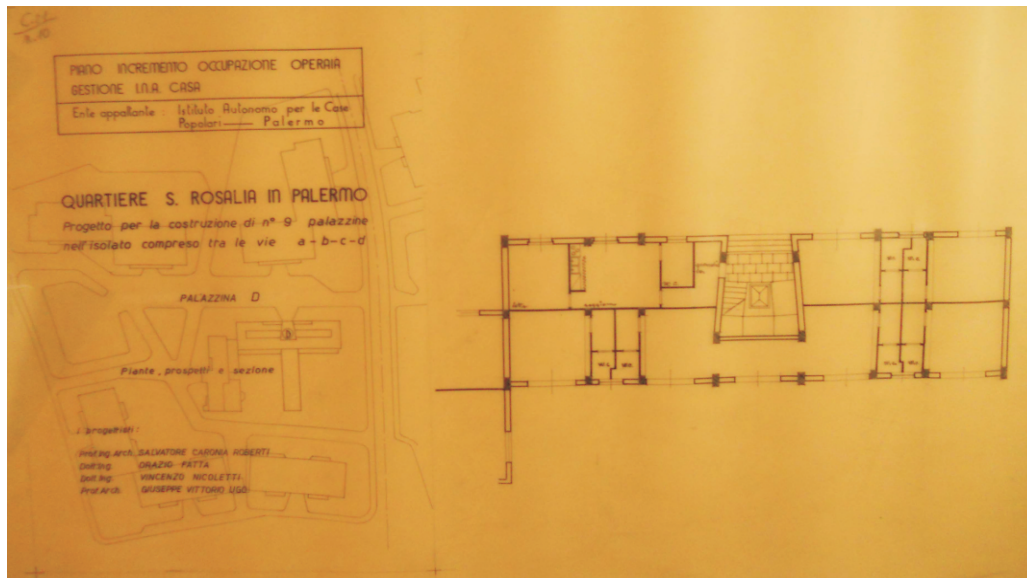 PIANO INCREMENTO OCCUPAZIONE OPERAIA
GESTIONE I.N.A. CASA
Ente appaltante : Istituto Autonomo per le Case
Popolari — Palermo
QUARTIERE S. ROSALIA IN PALERMO
Progetto per la costruzione di n° 9 palazzine
nell'isolato compreso tra le vie a-b-c-d
PALAZZINA D
Piante, prospetti e sezione
i progettisti:
Prof. Ing. Arch. SALVATORE CARONIA ROBERTI
Dott. Ing. ORAZIO FATTA
Dott. Ing. VINCENZO NICOLETTI
Prof. Arch. GIUSEPPE VITTORIO UGO